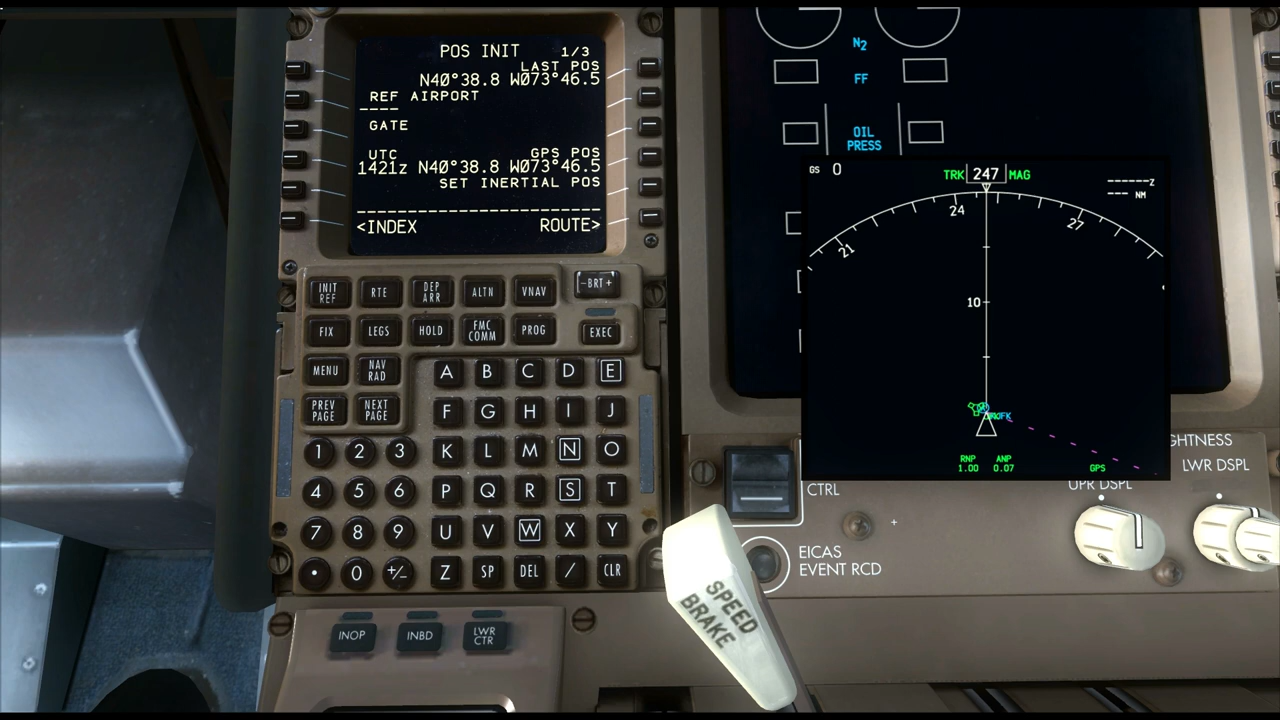 POS INIT 1/3
LAST POS
N40°38.8 W073°46.5
REF AIRPORT
----
GATE
UTC GPS POS
1421z N40°38.8 W073°46.5
SET INERTIAL POS
<INDEX ROUTE>
INIT REF
RTE
DEP ARR
ALTN
VNAV
-BRT+
FIX
LEGS
HOLD
FMC COMM
PROG
EXEC
MENU
NAV RAD
PREV PAGE
NEXT PAGE
A B C D E
F G H I J
1 2 3 K L M N O
4 5 6 P Q R S T
7 8 9 U V W X Y
. 0 +/- Z SP DEL / CLR
INOP
INBD
LWR CTR
N2
FF
OIL
PRESS
GS 0
TRK 247 MAG
------z
--- NM
21 24 27
10
RNP ANP
1.00 0.07
GPS
CTRL
EICAS
EVENT RCD
SPEED
BRAKE
UPR DSPL
LWR DSPL